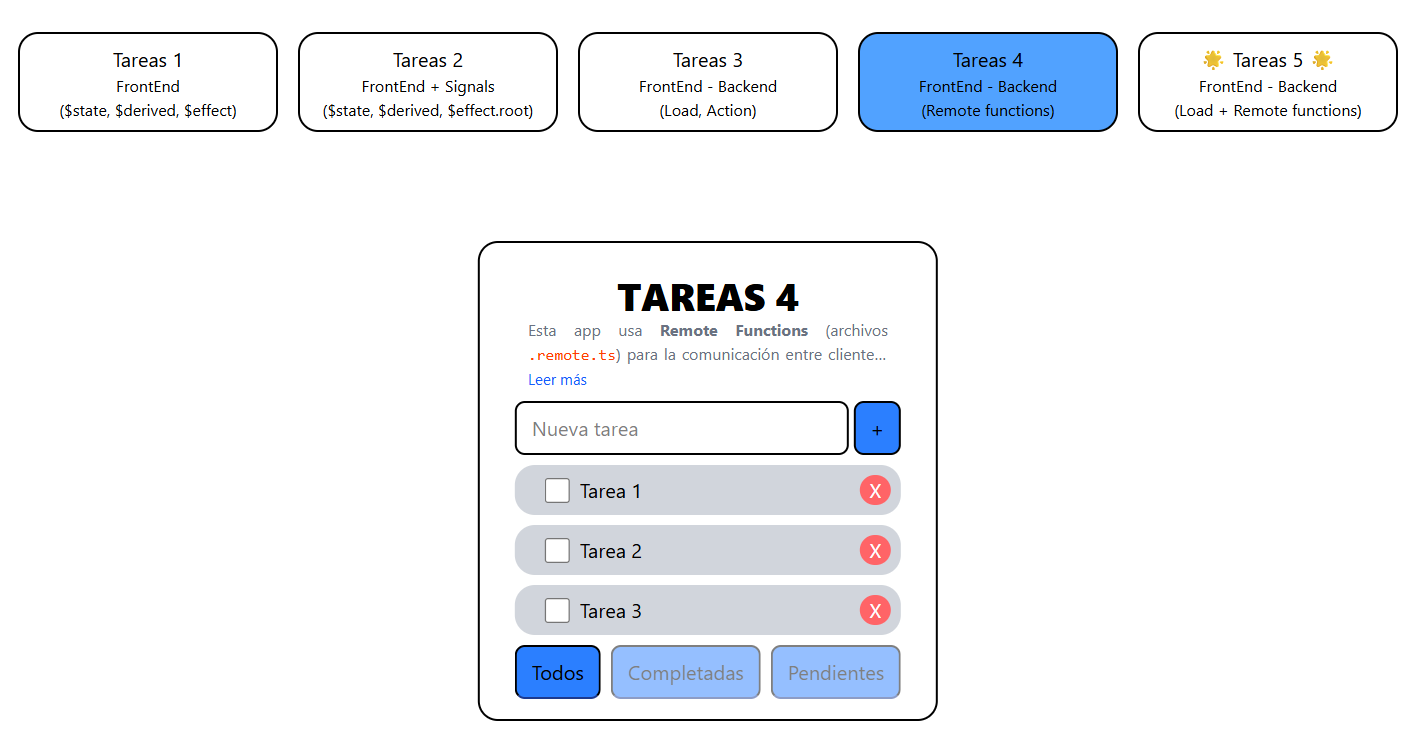 Tareas 1
FrontEnd
($state, $derived, $effect)
Tareas 2
FrontEnd + Signals
($state, $derived, $effect.root)
Tareas 3
FrontEnd - Backend
(Load, Action)
Tareas 4
FrontEnd - Backend
(Remote functions)
🌟 Tareas 5 🌟
FrontEnd - Backend
(Load + Remote functions)
TAREAS 4
Esta app usa Remote Functions (archivos
.remote.ts) para la comunicación entre cliente...
Leer más
Nueva tarea
+
Tarea 1 X
Tarea 2 X
Tarea 3 X
Todos Completadas Pendientes